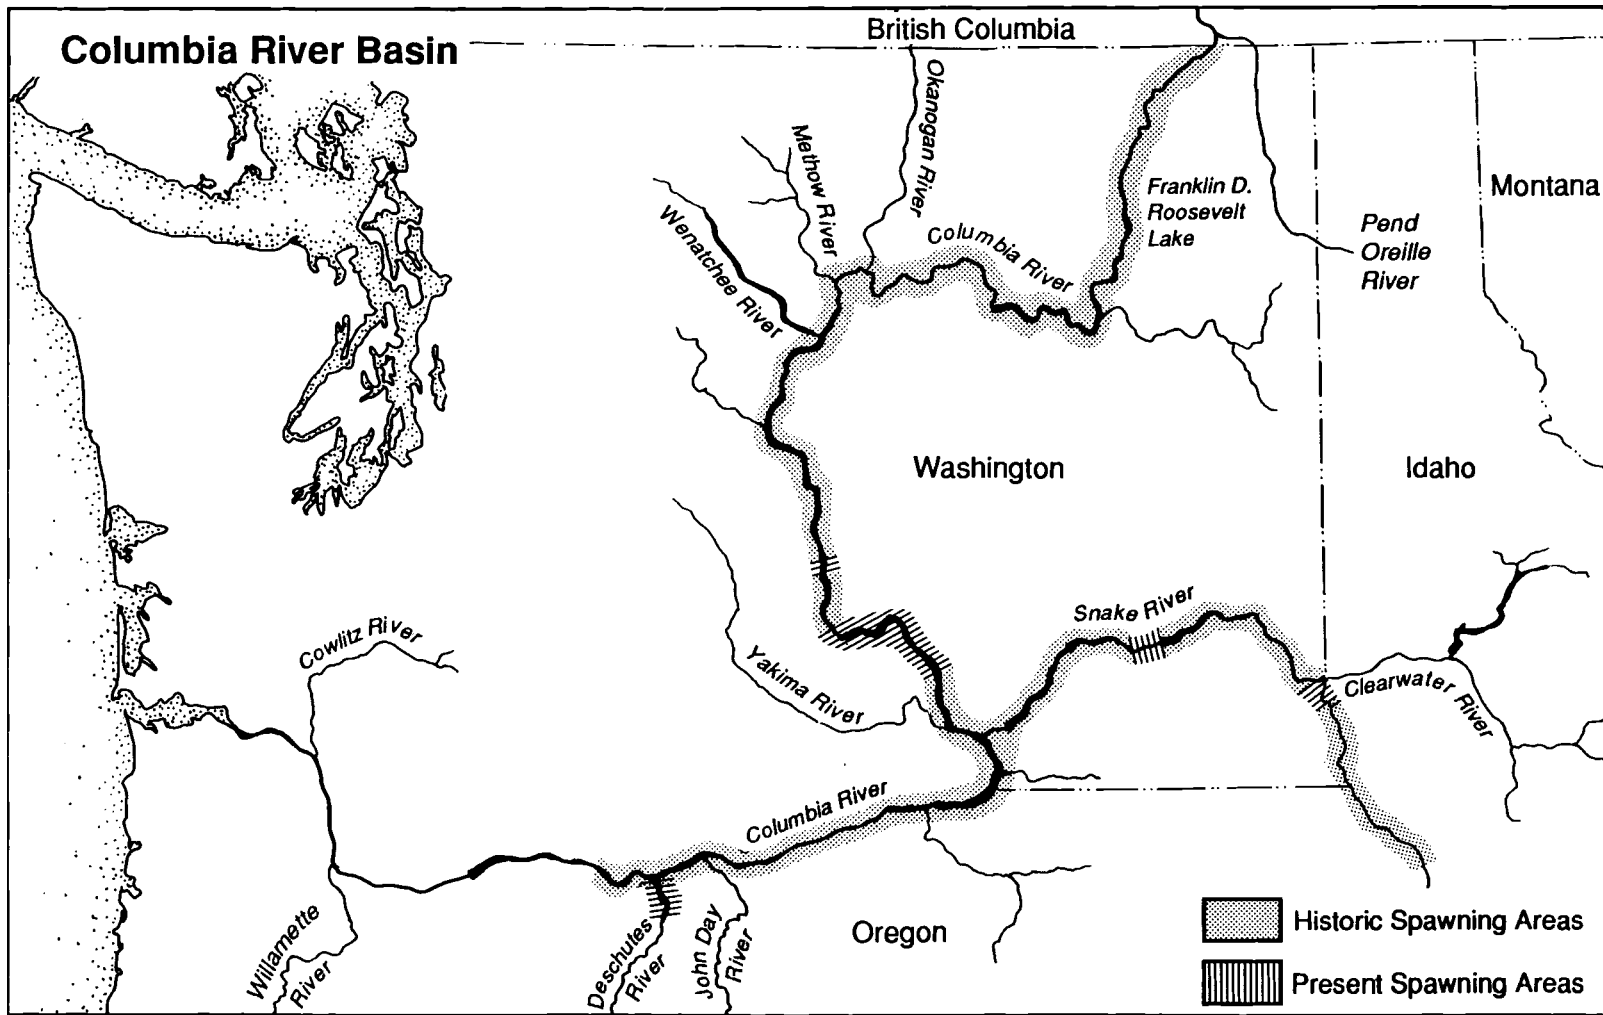 British Columbia
Columbia River Basin
Okanogan River
Methow River
Wenatchee River
Columbia River
Franklin D.
Roosevelt
Lake
Pend
Oreille
River
Montana
Washington
Idaho
Snake River
Cowlitz River
Yakima River
Clearwater River
Columbia River
Willamette
River
Deschutes
River
John Day
River
Oregon
Historic Spawning Areas
Present Spawning Areas